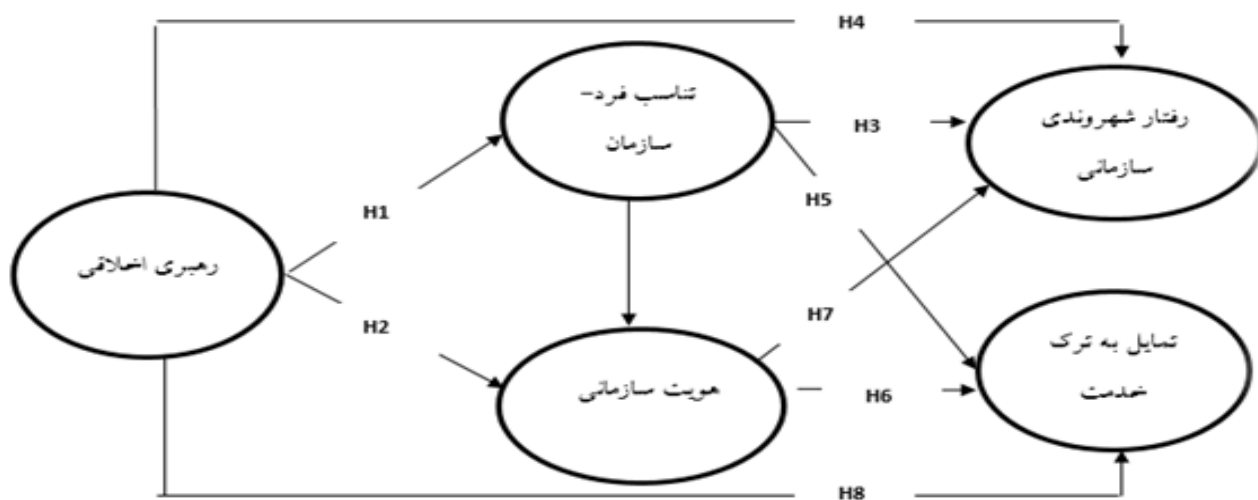 H4
تناسب فرد-
سازمان
رفتار شهروندی
سازمانی
H3
H5
H1
رهبری اخلاقی
H2
H7
هویت سازمانی
تمایل به ترک
خدمت
H6
H8